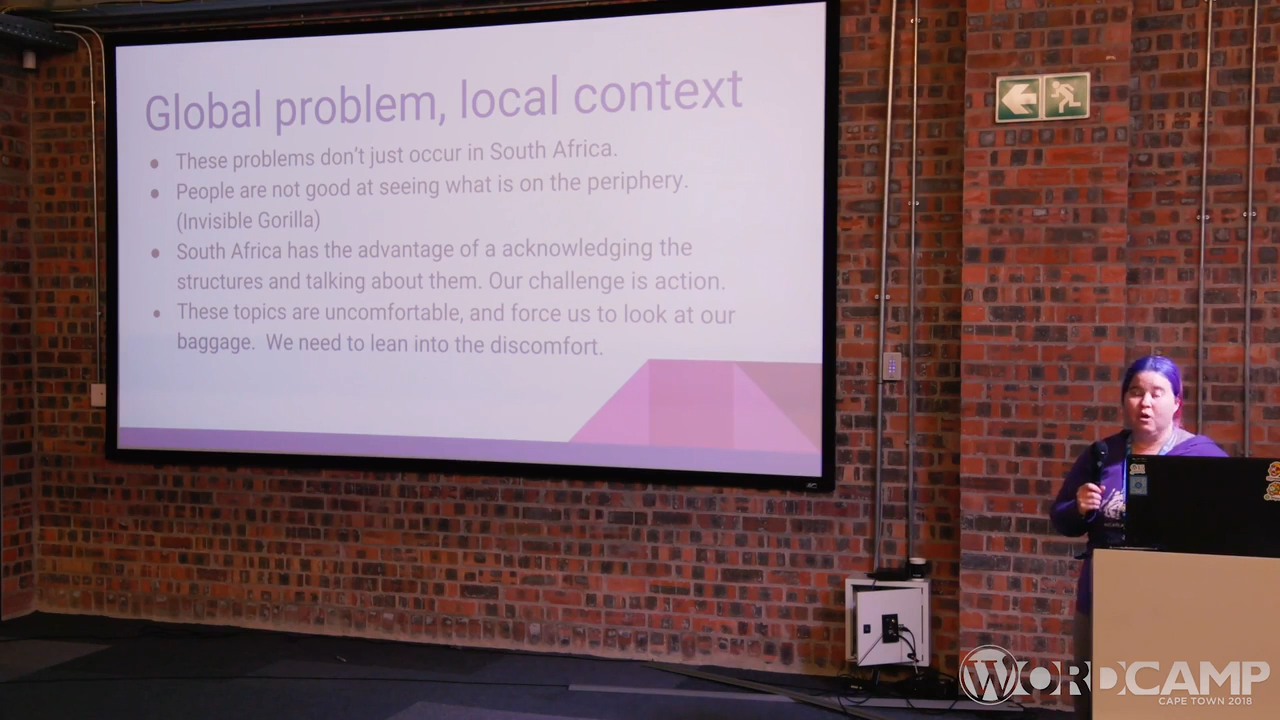 Global problem, local context
● These problems don’t just occur in South Africa.
● People are not good at seeing what is on the periphery.
(Invisible Gorilla)
● South Africa has the advantage of a acknowledging the
structures and talking about them. Our challenge is action.
● These topics are uncomfortable, and force us to look at our
baggage.  We need to lean into the discomfort.
WORDCAMP
CAPE TOWN 2018